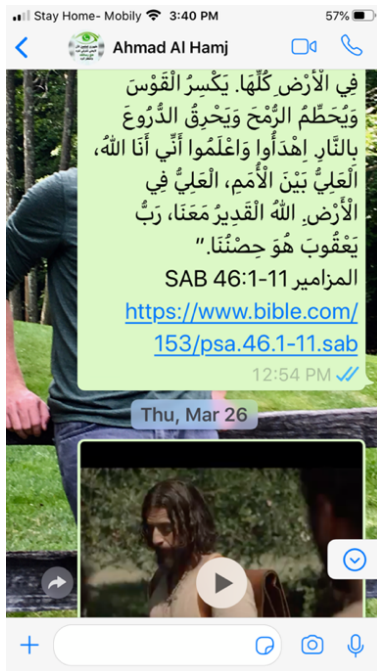 Stay Home- Mobily 3:40 PM 57%
Ahmad Al Hamj
فِي الْأَرْضِ كُلِّهَا. يَكْسِرُ الْقَوْسَ
وَيُحَطِّمُ الرُّمْحَ وَيَحْرِقُ الدُّرُوعَ
بِالنَّارِ. اِهْدَأُوا وَاعْلَمُوا أَنِّي أَنَا اللهُ،
الْعَلِيُّ بَيْنَ الْأُمَمِ، الْعَلِيُّ فِي
الْأَرْضِ. اللهُ الْقَدِيرُ مَعَنَا، رَبُّ
يَعْقُوبَ هُوَ حِصْنُنَا.”
المزامير 46:1-11 SAB
https://www.bible.com/
153/psa.46.1-11.sab
12:54 PM
Thu, Mar 26